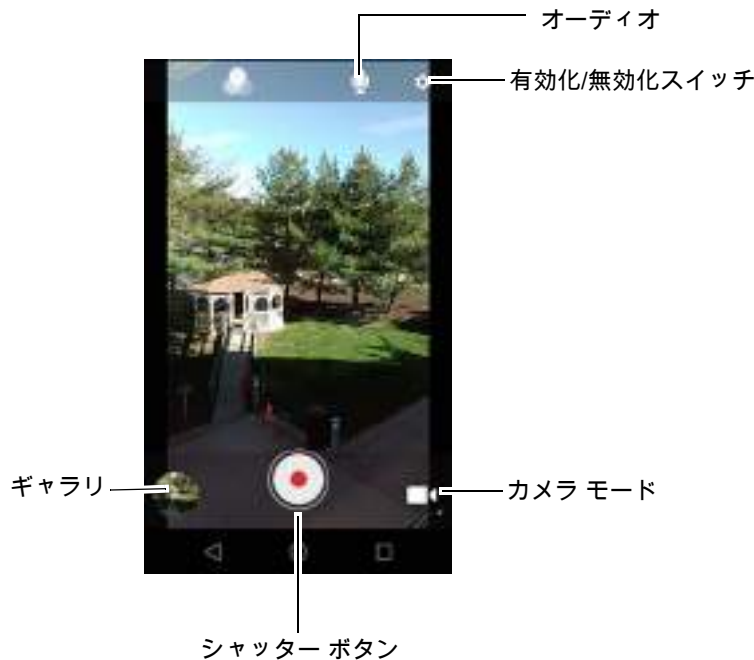 オーディオ
有効化/無効化スイッチ
ギャラリ
カメラ モード
シャッター ボタン